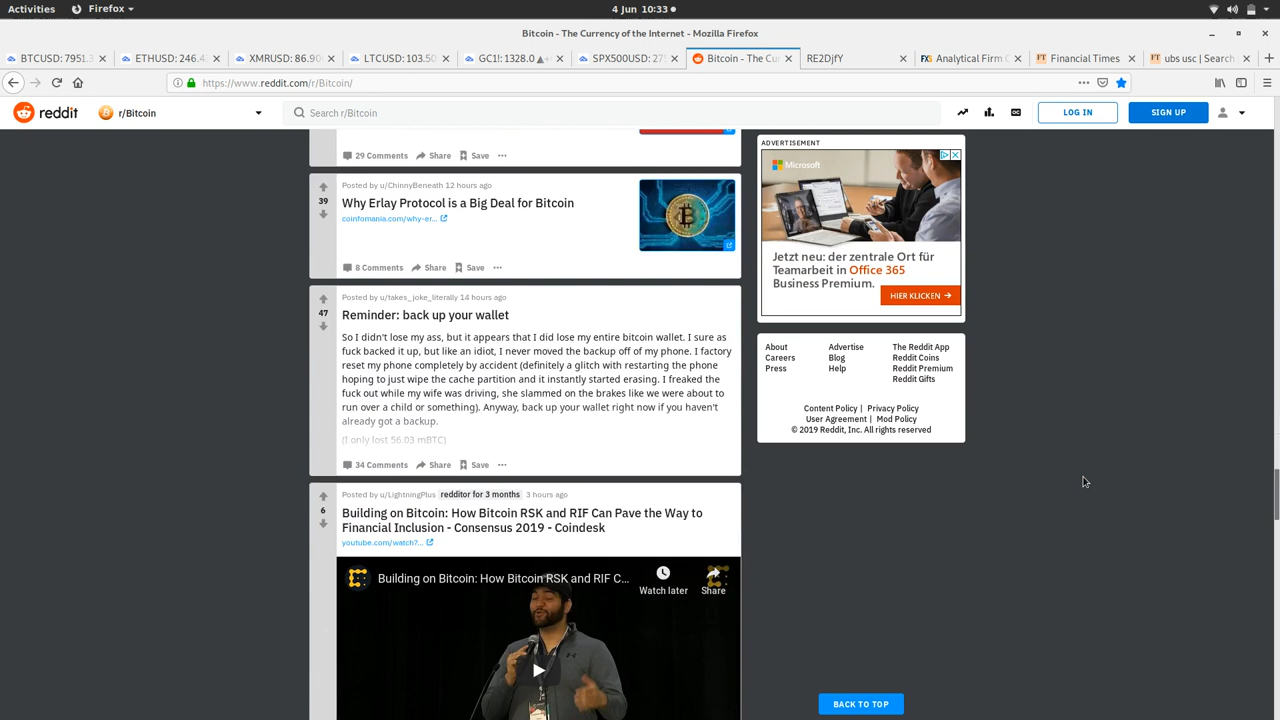 Activities
Firefox
4 Jun 10:33
Bitcoin - The Currency of the Internet - Mozilla Firefox
BTCUSD: 7951.3
ETHUSD: 246.4
XMRUSD: 86.90
LTCUSD: 103.50
GC1!: 1328.0
SPX500USD: 275
Bitcoin - The Cu
RE2DjfY
Analytical Firm
Financial Times
ubs usc | Search
https://www.reddit.com/r/Bitcoin/
reddit
r/Bitcoin
Search r/Bitcoin
LOG IN
SIGN UP
29 Comments Share Save
Posted by u/ChinnyBeneath 12 hours ago
39
Why Erlay Protocol is a Big Deal for Bitcoin
coinfomania.com/why-er...
8 Comments Share Save
Posted by u/takes_joke_literally 14 hours ago
47
Reminder: back up your wallet
So I didn't lose my ass, but it appears that I did lose my entire bitcoin wallet. I sure as
fuck backed it up, but like an idiot, I never moved the backup off of my phone. I factory
reset my phone completely by accident (definitely a glitch with restarting the phone
hoping to just wipe the cache partition and it instantly started erasing. I freaked the
fuck out while my wife was driving, she slammed on the brakes like we were about to
run over a child or something). Anyway, back up your wallet right now if you haven't
already got a backup.
(I only lost 56.03 mBTC)
34 Comments Share Save
Posted by u/LightningPlus redditor for 3 months 3 hours ago
6
Building on Bitcoin: How Bitcoin RSK and RIF Can Pave the Way to
Financial Inclusion - Consensus 2019 - Coindesk
youtube.com/watch?...
Building on Bitcoin: How Bitcoin RSK and RIF C...
Watch later
Share
ADVERTISEMENT
Microsoft
Jetzt neu: der zentrale Ort für
Teamarbeit in Office 365
Business Premium.
HIER KLICKEN →
About Advertise The Reddit App
Careers Blog Reddit Coins
Press Help Reddit Premium
Reddit Gifts
Content Policy | Privacy Policy
User Agreement | Mod Policy
© 2019 Reddit, Inc. All rights reserved
BACK TO TOP